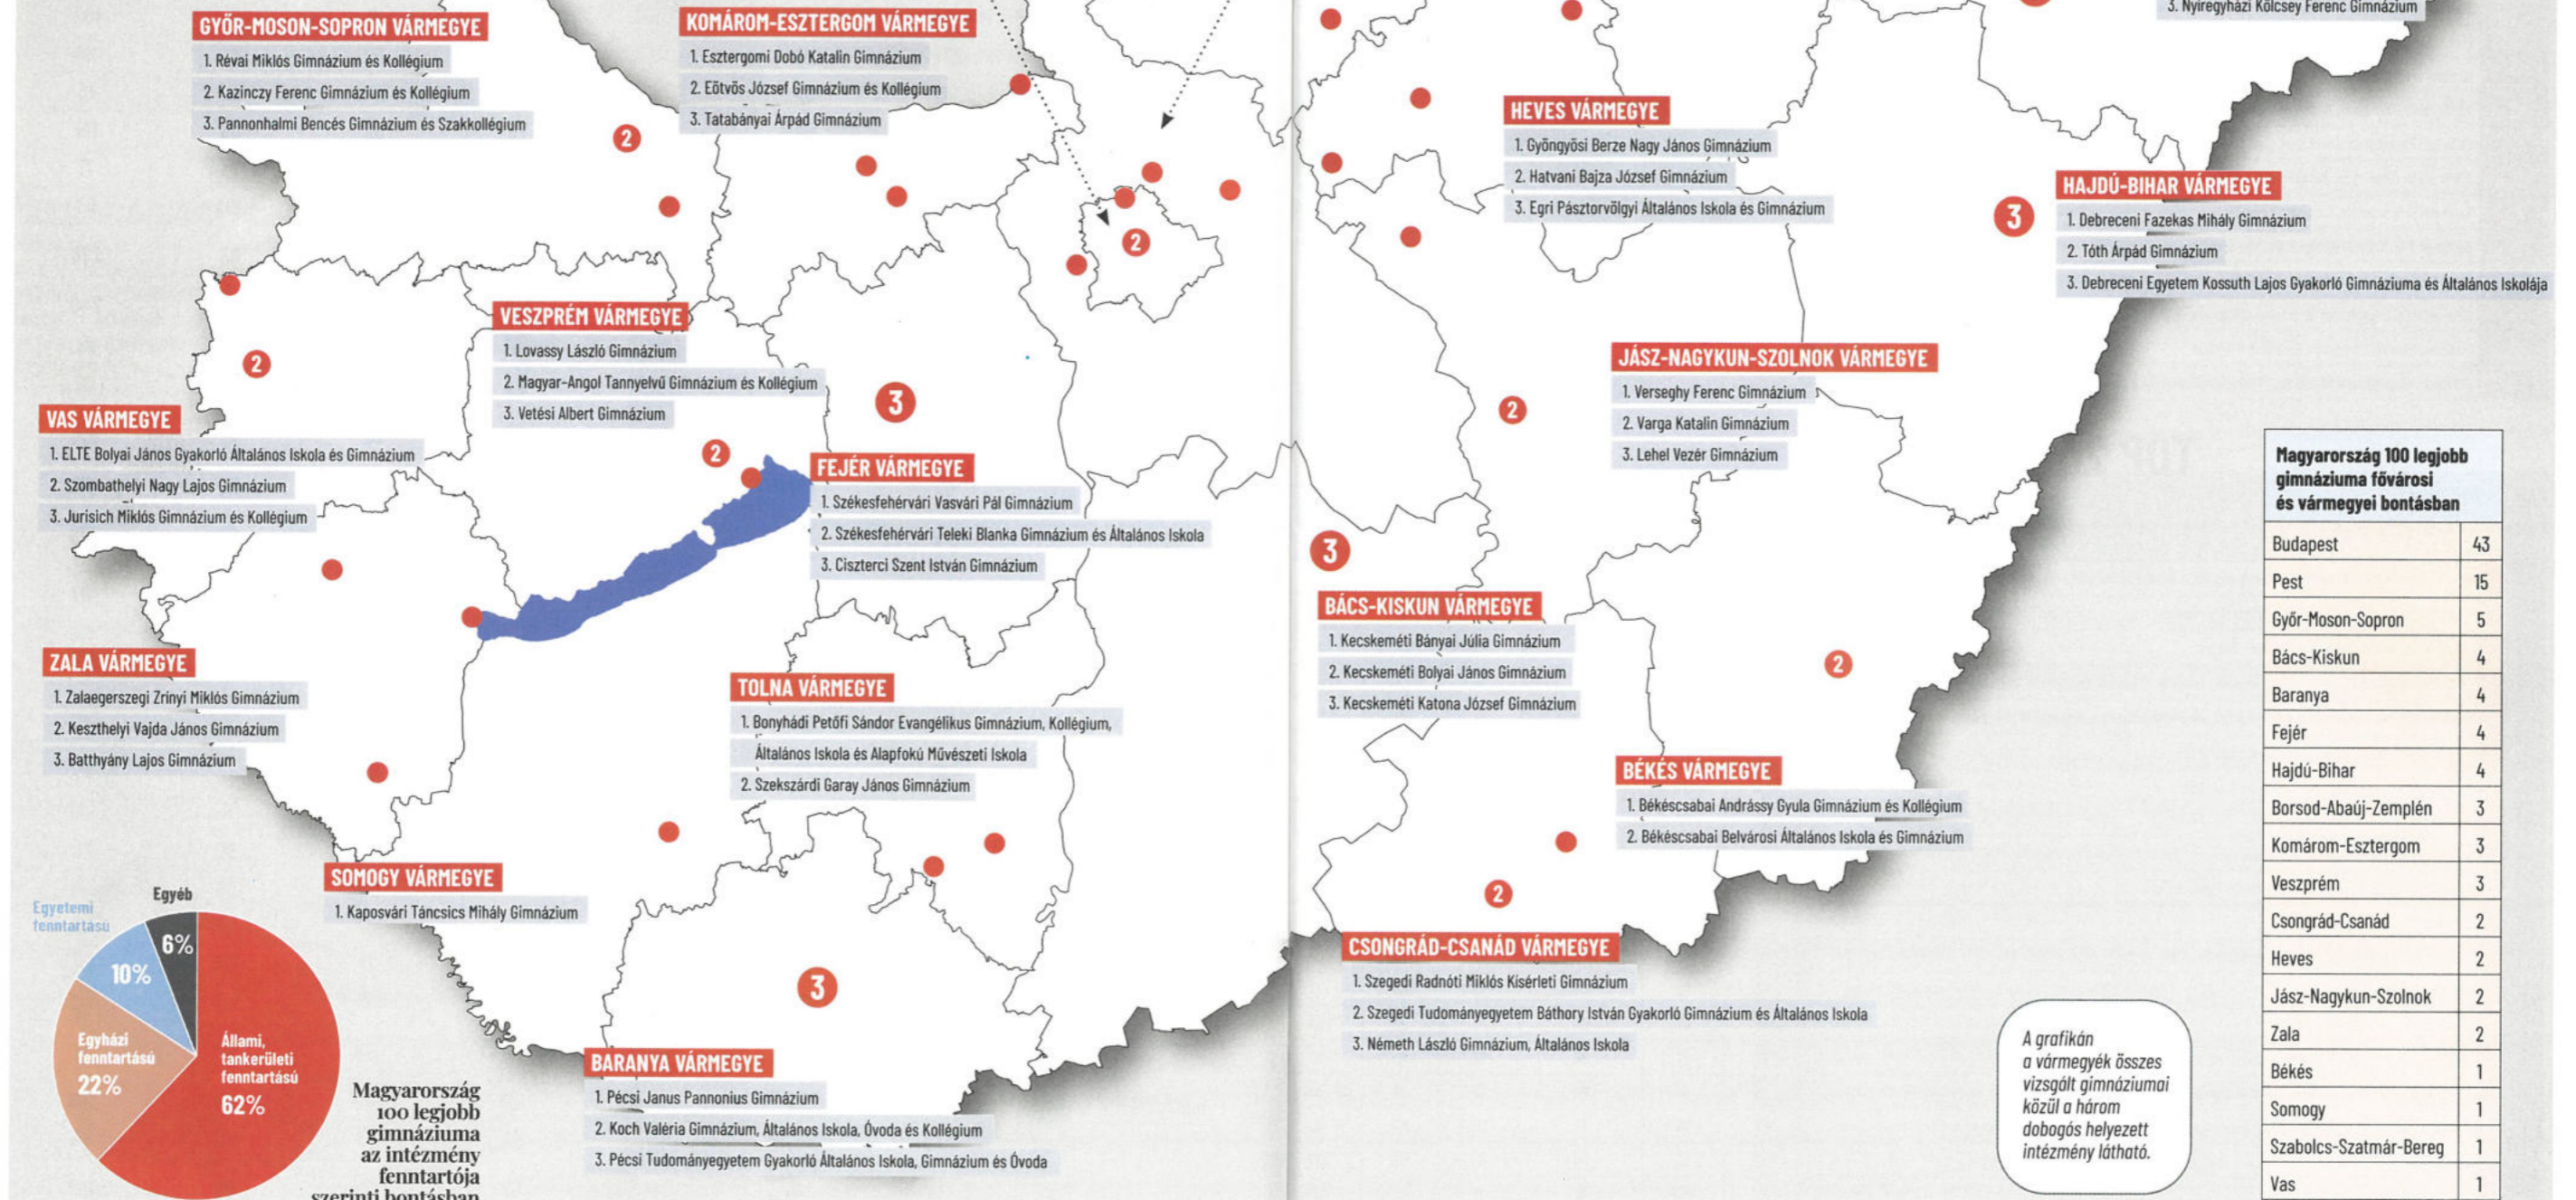 GYŐR-MOSON-SOPRON VÁRMEGYE
1. Révai Miklós Gimnázium és Kollégium
2. Kazinczy Ferenc Gimnázium és Kollégium
3. Pannonhalmi Bencés Gimnázium és Szakkollégium
2
KOMÁROM-ESZTERGOM VÁRMEGYE
1. Esztergomi Dobó Katalin Gimnázium
2. Eötvös József Gimnázium és Kollégium
3. Tatabányai Árpád Gimnázium
2
3. Nyíregyházi Kölcsey Ferenc Gimnázium
HEVES VÁRMEGYE
1. Gyöngyösi Berze Nagy János Gimnázium
2. Hatvani Bajza József Gimnázium
3. Egri Pásztorvölgyi Általános Iskola és Gimnázium
3
HAJDÚ-BIHAR VÁRMEGYE
1. Debreceni Fazekas Mihály Gimnázium
2. Tóth Árpád Gimnázium
3. Debreceni Egyetem Kossuth Lajos Gyakorló Gimnáziuma és Általános Iskolája
VESZPRÉM VÁRMEGYE
1. Lovassy László Gimnázium
2. Magyar-Angol Tannyelvű Gimnázium és Kollégium
3. Vetési Albert Gimnázium
2
2
3
VAS VÁRMEGYE
1. ELTE Bolyai János Gyakorló Általános Iskola és Gimnázium
2. Szombathelyi Nagy Lajos Gimnázium
3. Jurisich Miklós Gimnázium és Kollégium
FEJÉR VÁRMEGYE
1. Székesfehérvári Vasvári Pál Gimnázium
2. Székesfehérvári Teleki Blanka Gimnázium és Általános Iskola
3. Ciszterci Szent István Gimnázium
2
JÁSZ-NAGYKUN-SZOLNOK VÁRMEGYE
1. Verseghy Ferenc Gimnázium
2. Varga Katalin Gimnázium
3. Lehel Vezér Gimnázium
3
BÁCS-KISKUN VÁRMEGYE
1. Kecskeméti Bányai Júlia Gimnázium
2. Kecskeméti Bolyai János Gimnázium
3. Kecskeméti Katona József Gimnázium
2
ZALA VÁRMEGYE
1. Zalaegerszegi Zrínyi Miklós Gimnázium
2. Keszthelyi Vajda János Gimnázium
3. Batthyány Lajos Gimnázium
TOLNA VÁRMEGYE
1. Bonyhádi Petőfi Sándor Evangélikus Gimnázium, Kollégium,
Általános Iskola és Alapfokú Művészeti Iskola
2. Szekszárdi Garay János Gimnázium
BÉKÉS VÁRMEGYE
1. Békéscsabai Andrássy Gyula Gimnázium és Kollégium
2. Békéscsabai Belvárosi Általános Iskola és Gimnázium
SOMOGY VÁRMEGYE
1. Kaposvári Táncsics Mihály Gimnázium
2
CSONGRÁD-CSANÁD VÁRMEGYE
1. Szegedi Radnóti Miklós Kísérleti Gimnázium
2. Szegedi Tudományegyetem Báthory István Gyakorló Gimnázium és Általános Iskola
3. Németh László Gimnázium, Általános Iskola
3
BARANYA VÁRMEGYE
1. Pécsi Janus Pannonius Gimnázium
2. Koch Valéria Gimnázium, Általános Iskola, Óvoda és Kollégium
3. Pécsi Tudományegyetem Gyakorló Általános Iskola, Gimnázium és Óvoda
Egyetemi
fenntartású
10%
Egyéb
6%
Egyházi
fenntartású
22%
Állami,
tankerületi
fenntartású
62%
Magyarország
100 legjobb
gimnáziuma
az intézmény
fenntartója
szerinti bontásban
A grafikán
a vármegyék összes
vizsgált gimnáziumai
közül a három
dobogós helyezett
intézmény látható.
Magyarország 100 legjobb
gimnáziuma fővárosi
és vármegyei bontásban
Budapest 43
Pest 15
Győr-Moson-Sopron 5
Bács-Kiskun 4
Baranya 4
Fejér 4
Hajdú-Bihar 4
Borsod-Abaúj-Zemplén 3
Komárom-Esztergom 3
Veszprém 3
Csongrád-Csanád 2
Heves 2
Jász-Nagykun-Szolnok 2
Zala 2
Békés 1
Somogy 1
Szabolcs-Szatmár-Bereg 1
Vas 1